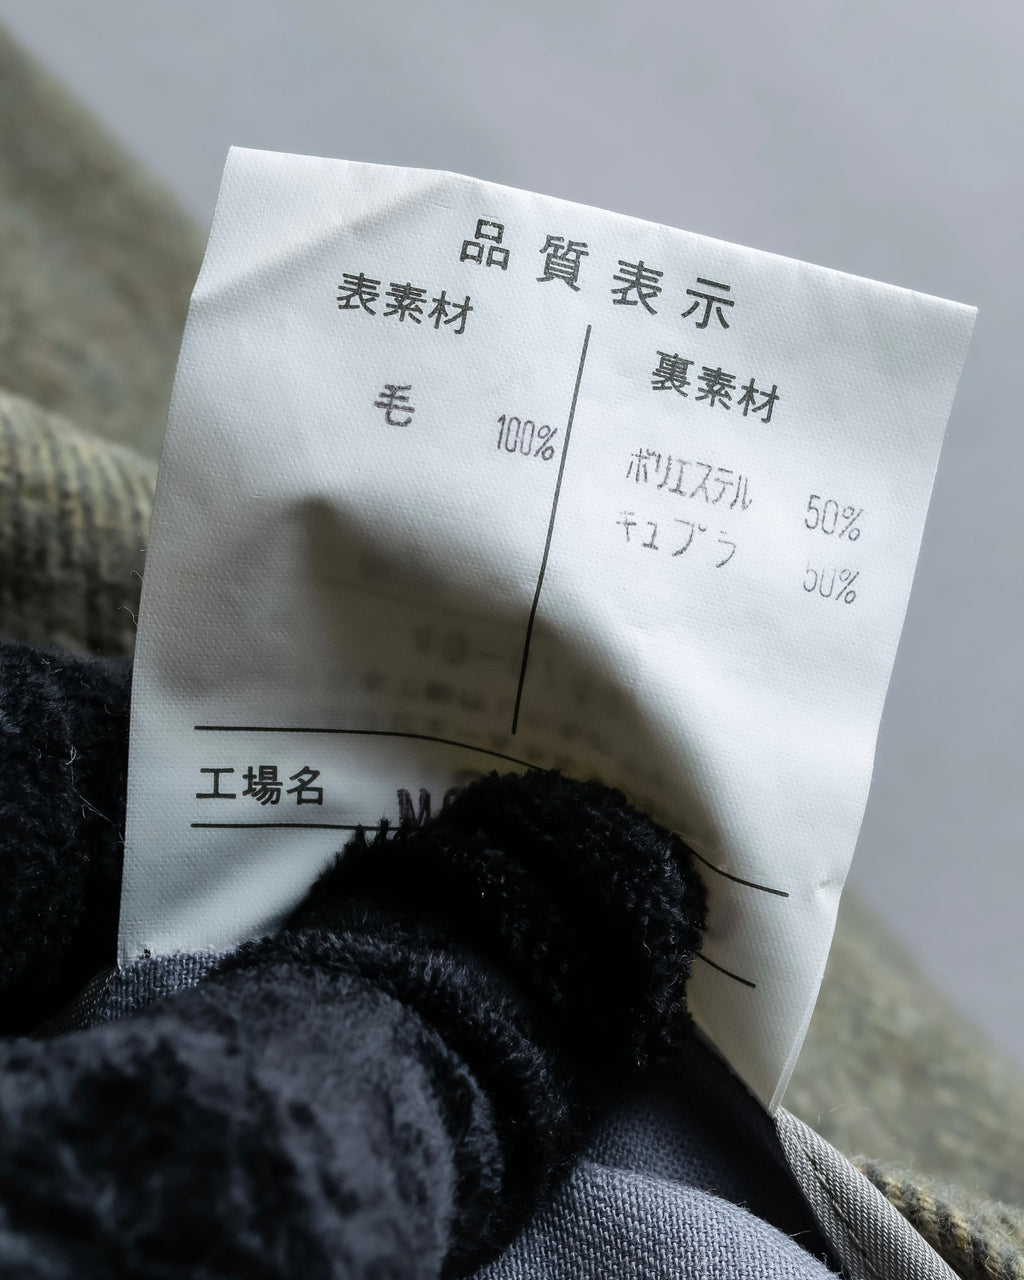 品質表示
表素材
毛 100%
裏素材
ポリエステル 50%
キュプラ 50%
工場名